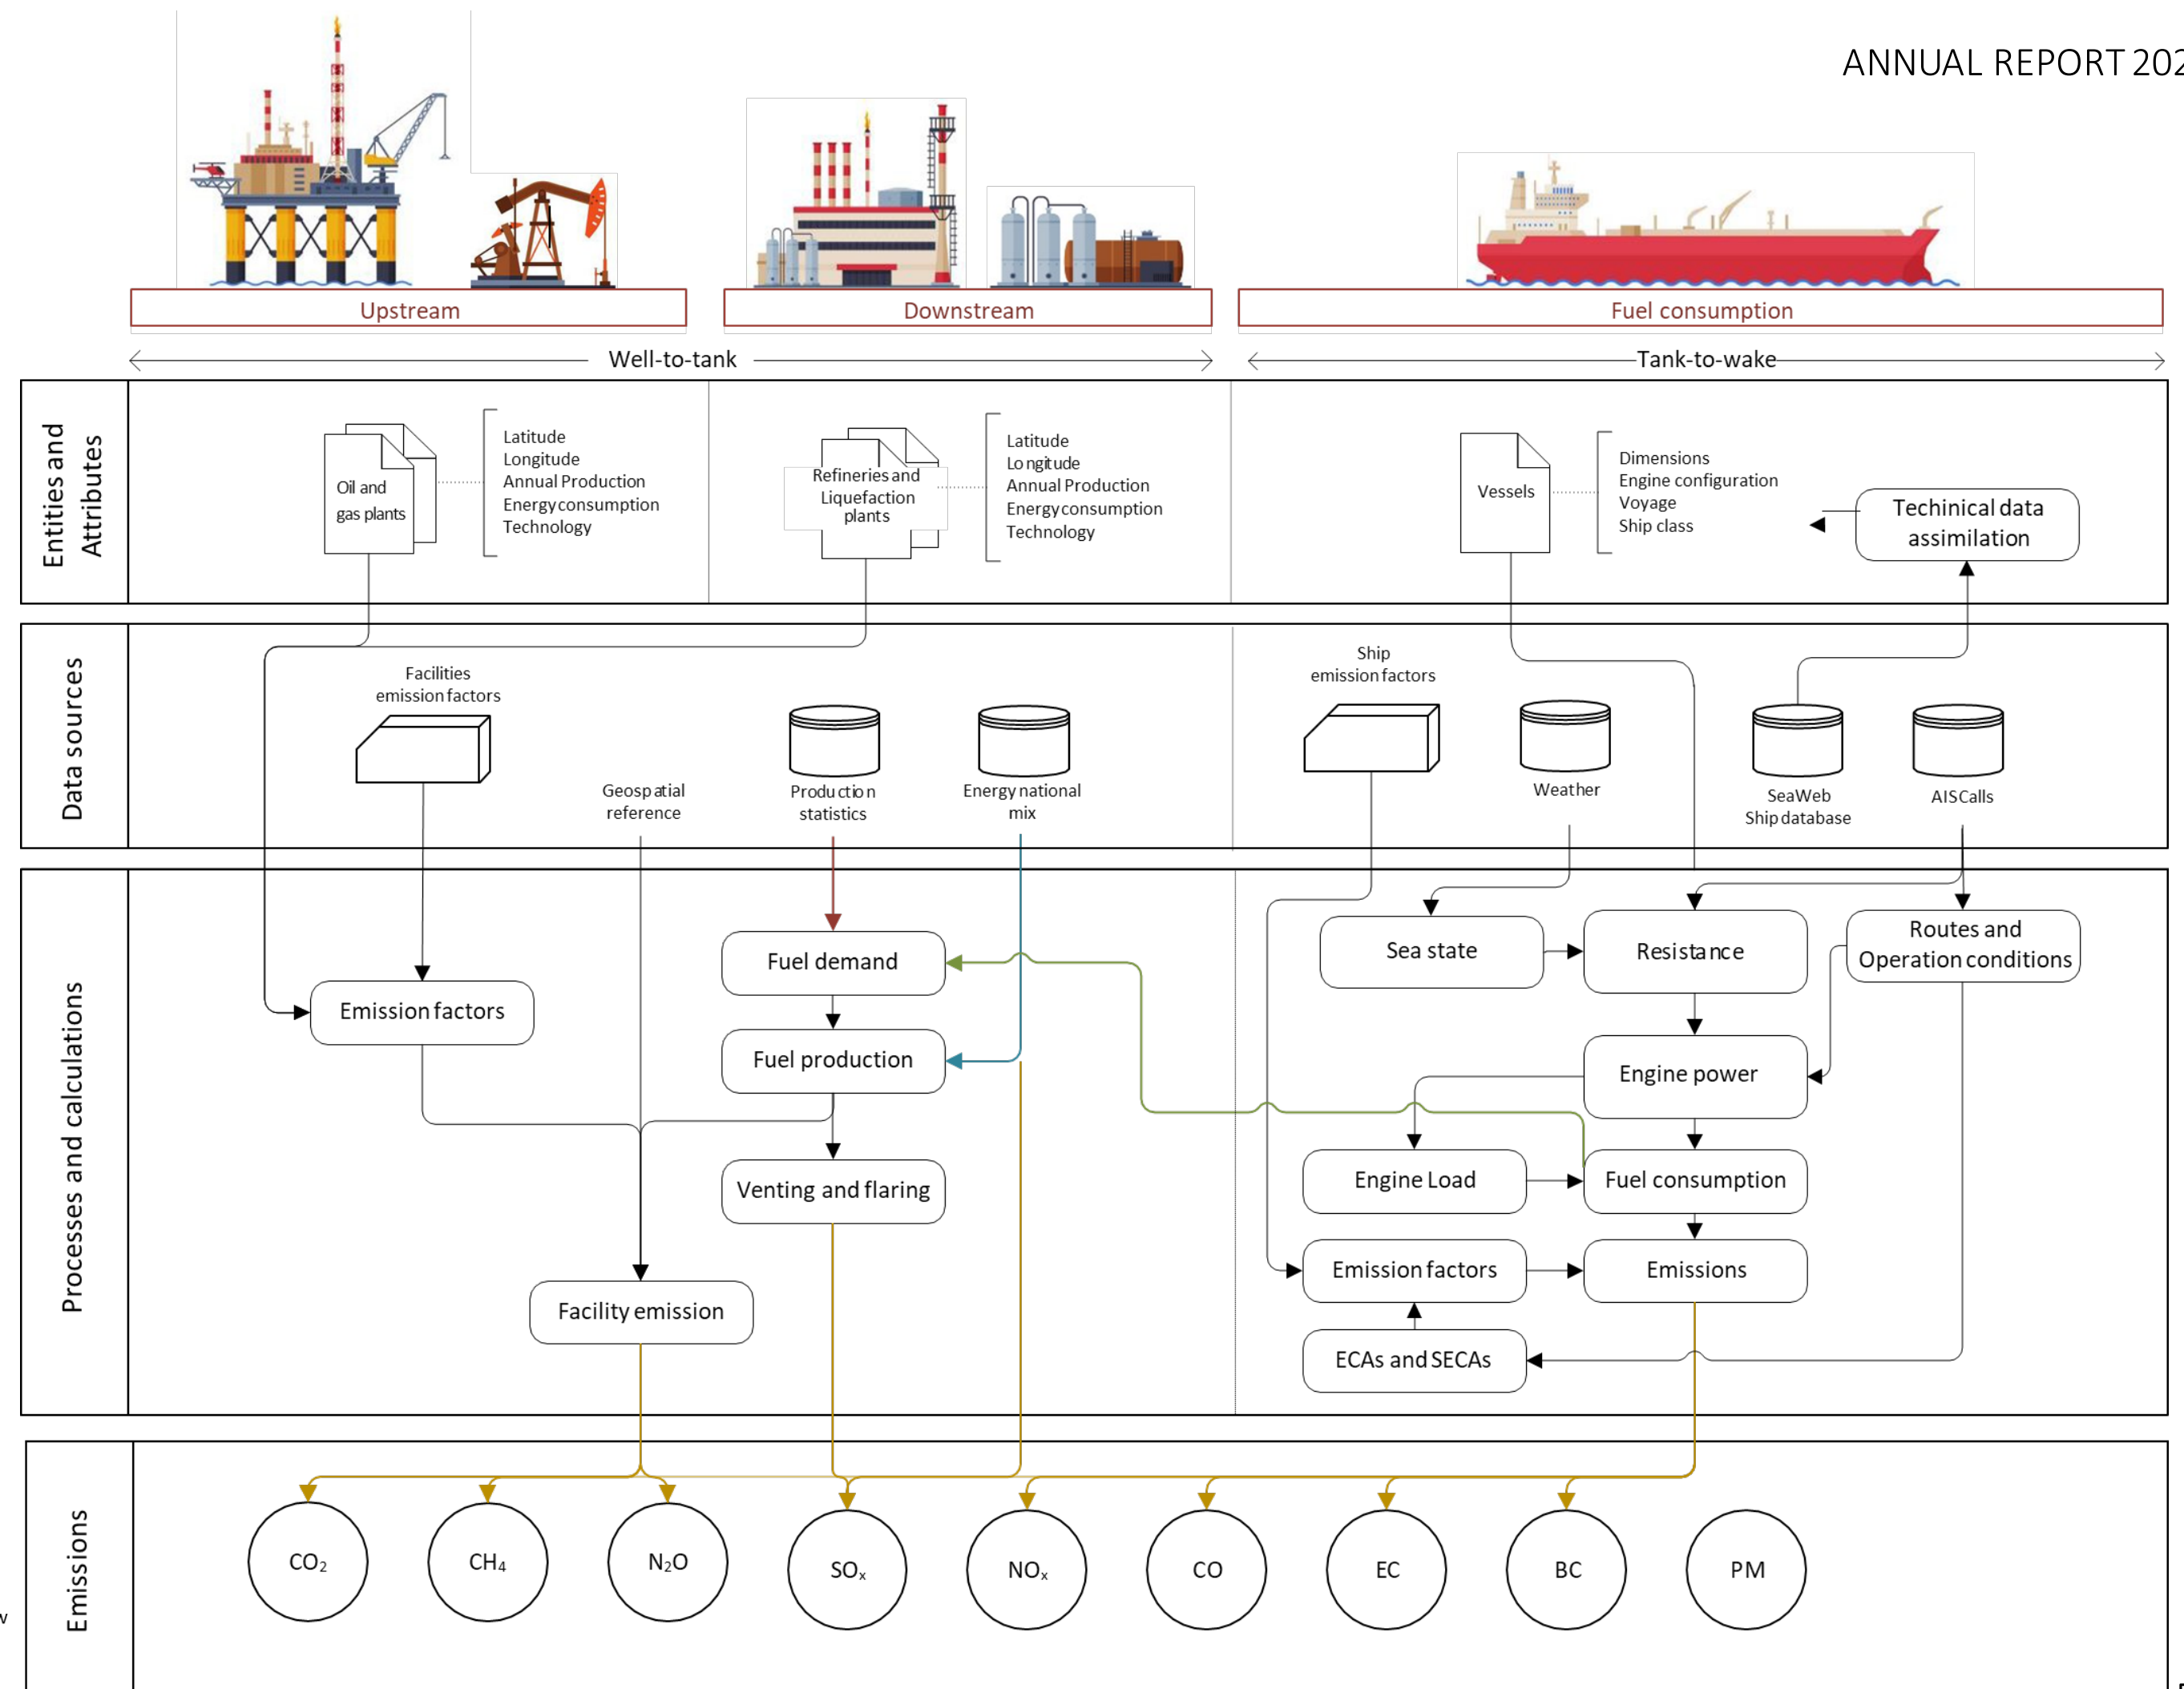 ANNUAL REPORT 202
Upstream
Downstream
Fuel consumption
Well-to-tank
Tank-to-wake
Entities and
Attributes
Oil and
gas plants
Latitude
Longitude
Annual Production
Energy consumption
Technology
Refineries and
Liquefaction
plants
Latitude
Longitude
Annual Production
Energy consumption
Technology
Vessels
Dimensions
Engine configuration
Voyage
Ship class
Techinical data
assimilation
Data sources
Facilities
emission factors
Geospatial
reference
Production
statistics
Energy national
mix
Ship
emission factors
Weather
SeaWeb
Ship database
AIS Calls
Processes and calculations
Emission factors
Fuel demand
Fuel production
Venting and flaring
Facility emission
Sea state
Resistance
Routes and
Operation conditions
Engine power
Engine Load
Fuel consumption
Emission factors
Emissions
ECAs and SECAs
Emissions
CO₂
CH₄
N₂O
SOₓ
NOₓ
CO
EC
BC
PM